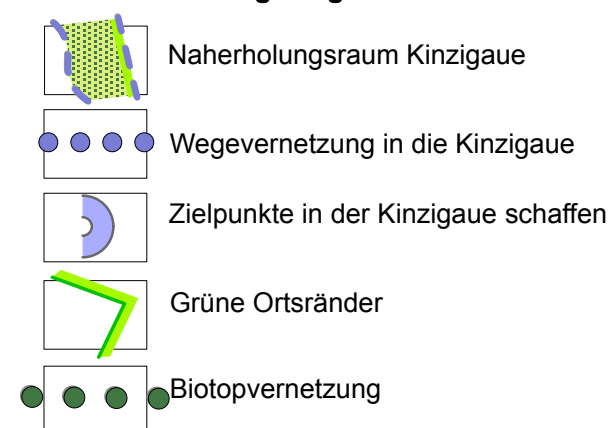 Naherholungsraum Kinzigaue
Wegevernetzung in die Kinzigaue
Zielpunkte in der Kinzigaue schaffen
Grüne Ortsränder
Biotopvernetzung